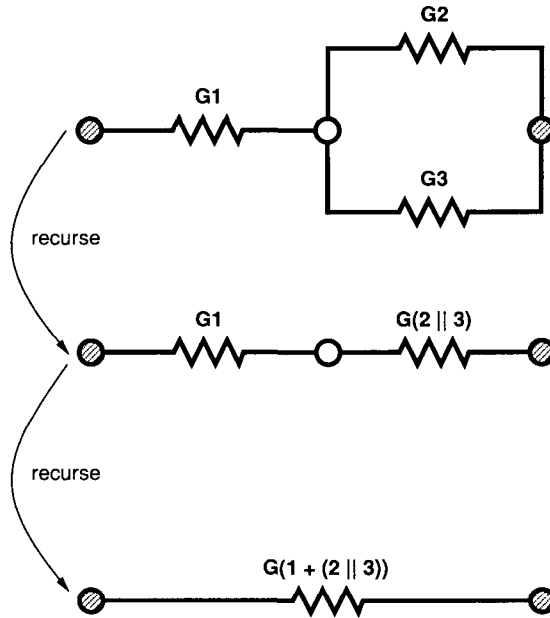 G2
G1
G3
recurse
G1
G(2 || 3)
recurse
G(1 + (2 || 3))